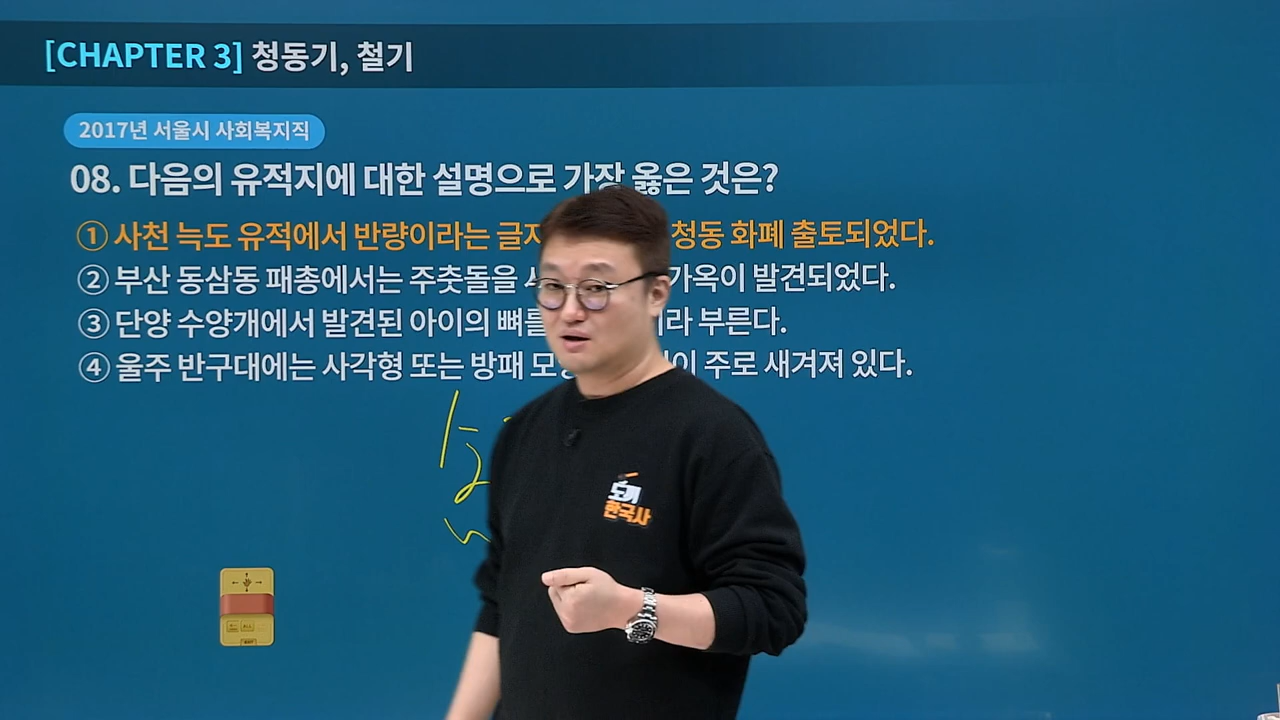 [CHAPTER 3] 청동기, 철기
2017년 서울시 사회복지직
08. 다음의 유적지에 대한 설명으로 가장 옳은 것은?
① 사천 늑도 유적에서 반량이라는 글자 청동 화폐 출토되었다.
② 부산 동삼동 패총에서는 주춧돌을 가옥이 발견되었다.
③ 단양 수양개에서 발견된 아이의 뼈를 부른다.
④ 울주 반구대에는 사각형 또는 방패 주로 새겨져 있다.
도끼
한국사